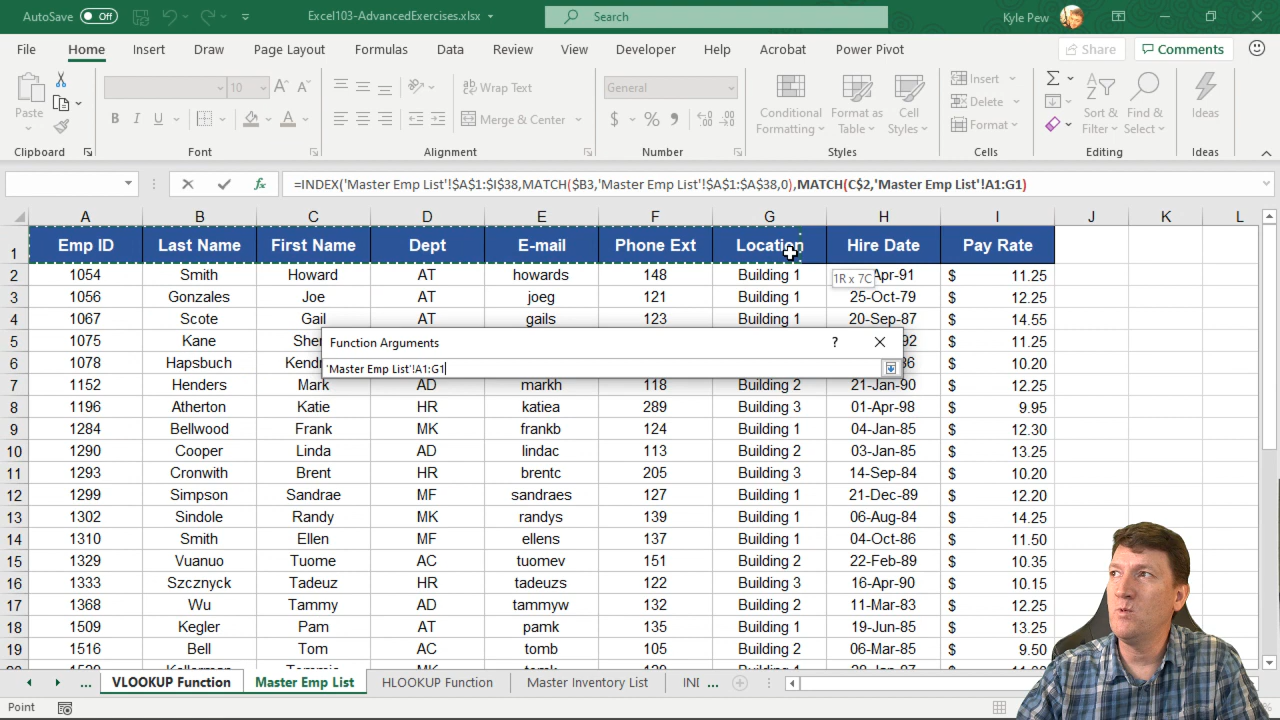 AutoSave Off Excel103-AdvancedExercises.xlsx Search Kyle Pew
File Home Insert Draw Page Layout Formulas Data Review View Developer Help Acrobat Power Pivot Share Comments
Paste 10 Wrap Text General Conditional Format as Cell Insert Sort & Find & Ideas
Merge & Center Formatting Table Styles Delete Filter Select
Format
Clipboard Font Alignment Number Styles Cells Editing Ideas
=INDEX('Master Emp List'!$A$1:$I$38,MATCH($B3,'Master Emp List'!$A$1:$A$38,0),MATCH(C$2,'Master Emp List'!A1:G1)
A B C D E F G H I J K L
1 Emp ID Last Name First Name Dept E-mail Phone Ext Location Hire Date Pay Rate
2 1054 Smith Howard AT howards 148 Building 1 Apr-91 $ 11.25
1R x 7C
3 1056 Gonzales Joe AT joeg 121 Building 1 25-Oct-79 $ 12.25
4 1067 Scote Gail AT gails 123 Building 1 20-Sep-87 $ 14.55
5 1075 Kane $ 11.25
Function Arguments ?
6 1078 Hapsbuch $ 10.20
'Master Emp List'!A1:G1
7 1152 Henders Mark AD markh 118 Building 2 21-Jan-90 $ 12.25
8 1196 Atherton Katie HR katiea 289 Building 3 01-Apr-98 $ 9.95
9 1284 Bellwood Frank MK frankb 124 Building 1 04-Jan-85 $ 12.30
10 1290 Cooper Linda AD lindac 113 Building 2 03-Jan-85 $ 13.25
11 1293 Cronwith Brent HR brentc 205 Building 3 14-Sep-84 $ 10.20
12 1299 Simpson Sandrae MF sandraes 127 Building 1 21-Dec-89 $ 12.20
13 1302 Sindole Randy MK randys 139 Building 1 06-Aug-84 $ 14.25
14 1310 Smith Ellen MF ellens 137 Building 1 04-Oct-86 $ 11.50
15 1329 Vuanuo Tuome AC tuomev 151 Building 2 22-Feb-89 $ 10.35
16 1333 Szcznyck Tadeuz HR tadeuzs 122 Building 3 16-Apr-90 $ 10.15
17 1368 Wu Tammy AD tammyw 132 Building 2 11-Mar-83 $ 12.25
18 1509 Kegler Pam AT pamk 135 Building 1 19-Jun-85 $ 13.25
19 1516 Bell Tom AC tomb 105 Building 2 06-Mar-85 $ 9.50
... VLOOKUP Function Master Emp List HLOOKUP Function Master Inventory List ...
Point